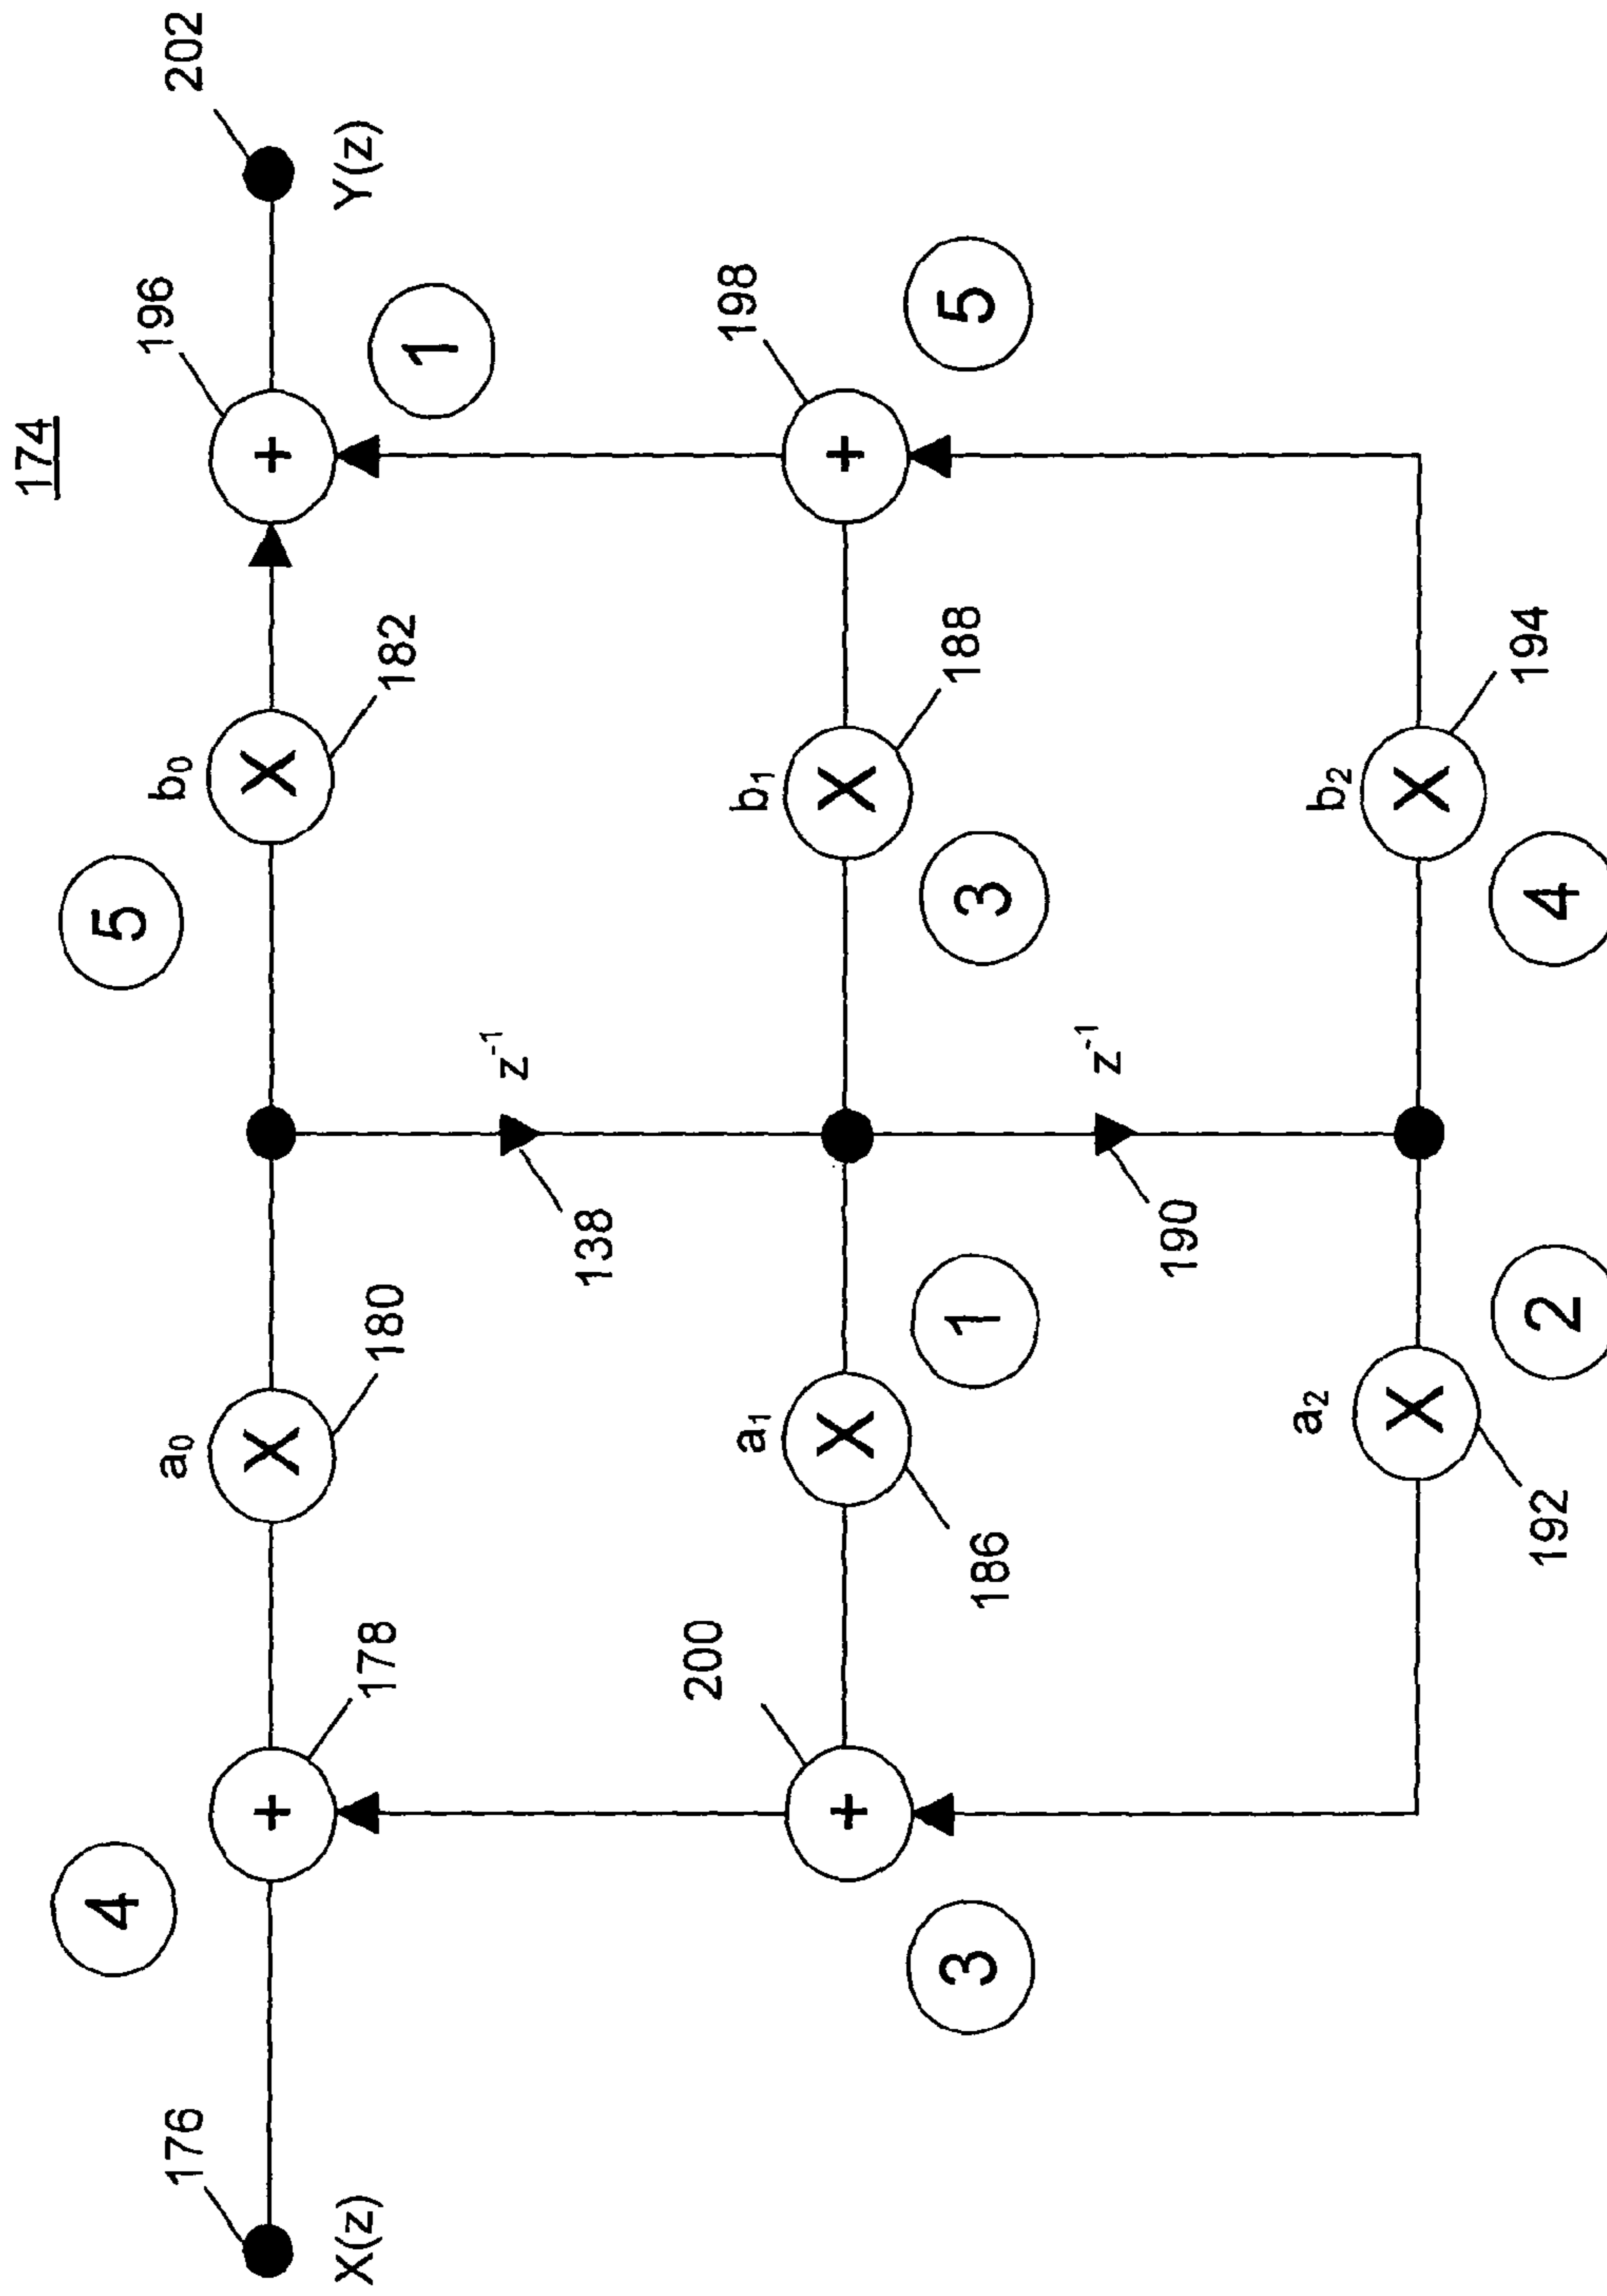 174
176
X(z)
4
178
a₀
180
5
b₀
182
196
1
202
Y(z)
z⁻¹
138
200
3
a₁
186
1
b₁
188
3
198
5
z⁻¹
190
a₂
192
2
b₂
194
4
+
X
X
+
+
X
X
+
X
X